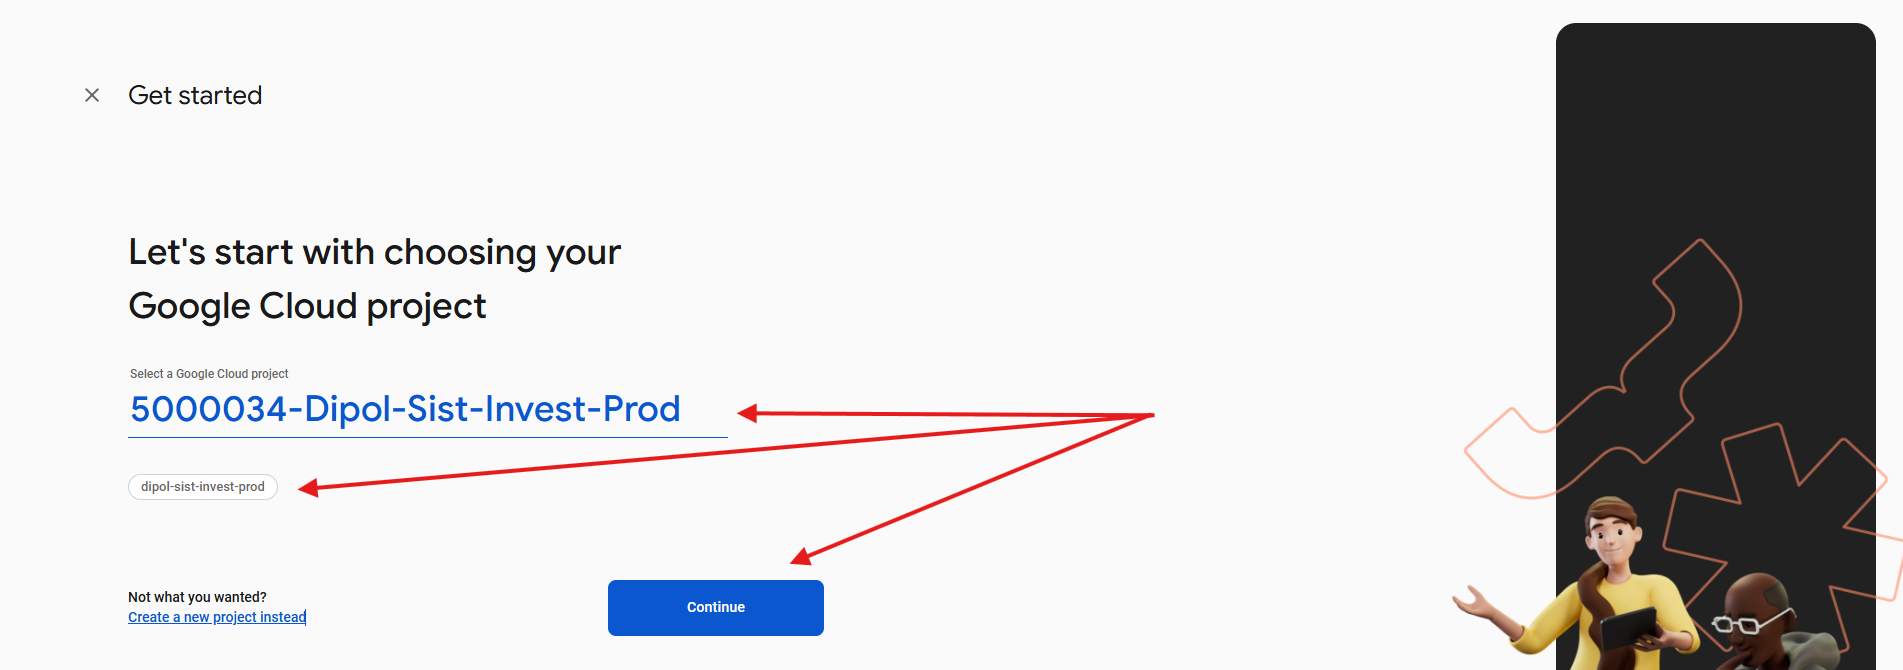 Get started
Let's start with choosing your
Google Cloud project
Select a Google Cloud project
5000034-Dipol-Sist-Invest-Prod
dipol-sist-invest-prod
Not what you wanted?
Create a new project instead
Continue